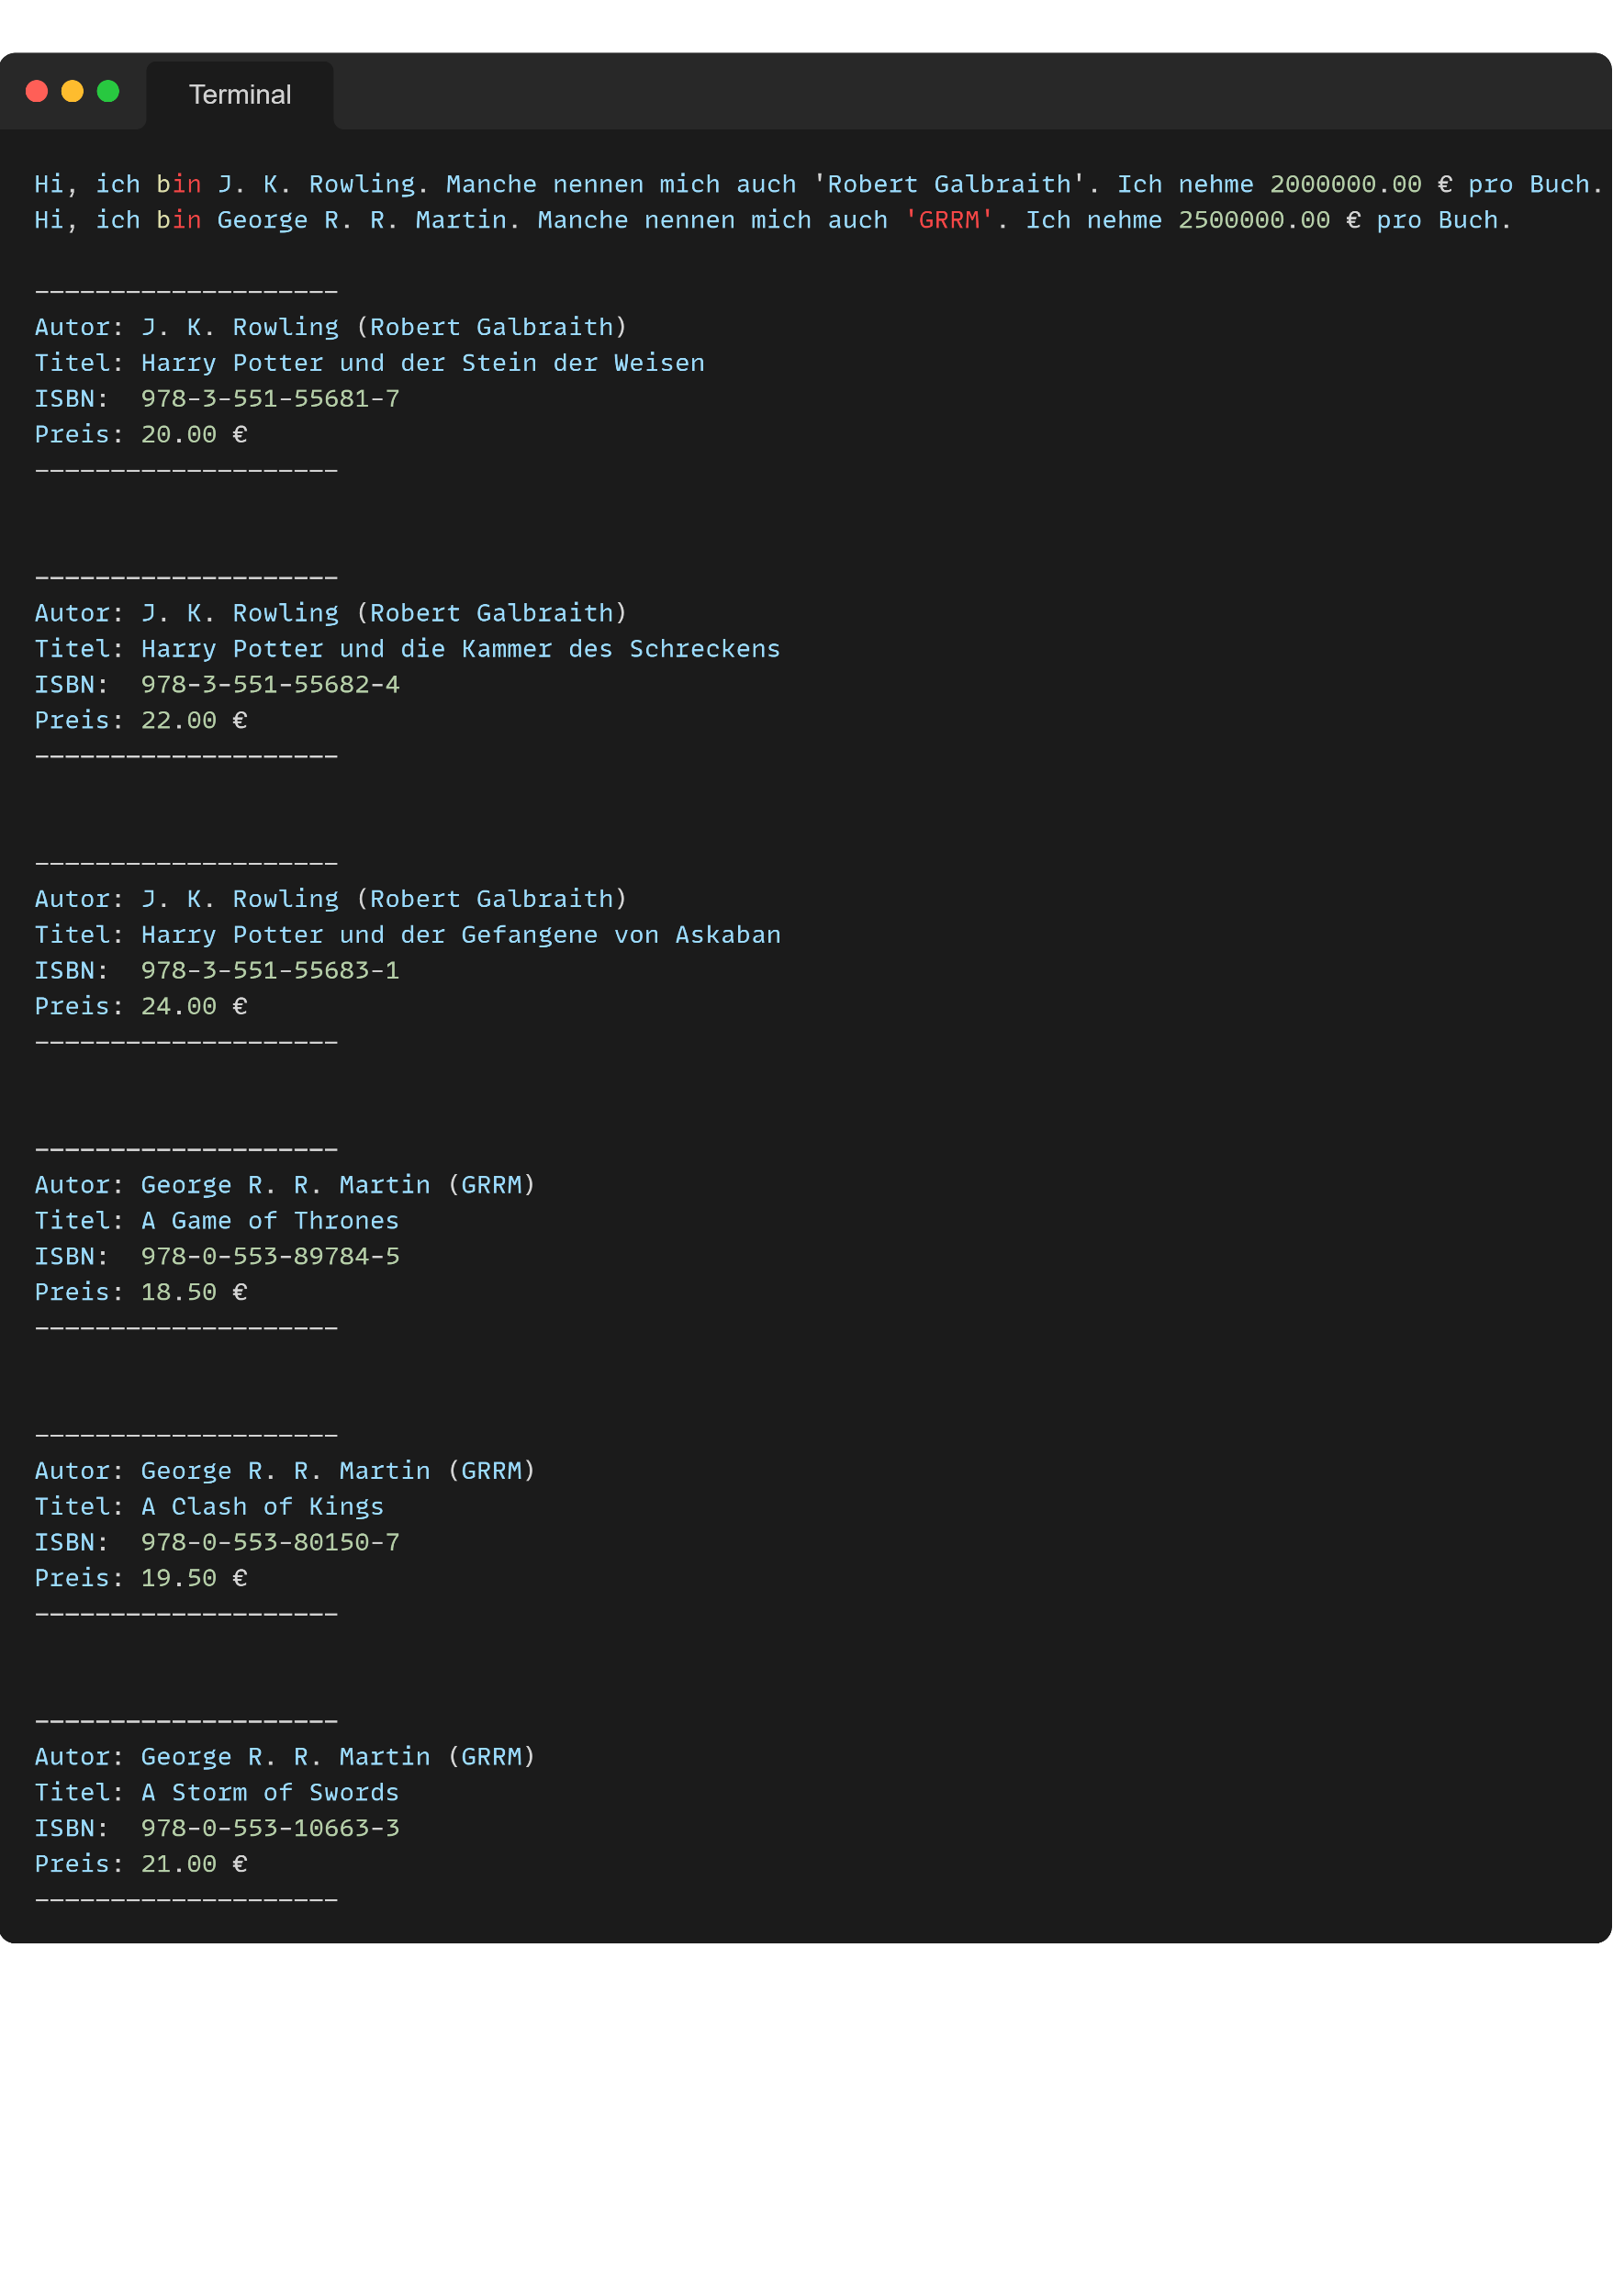 Terminal
Hi, ich bin J. K. Rowling. Manche nennen mich auch 'Robert Galbraith'. Ich nehme 2000000.00 € pro Buch.
Hi, ich bin George R. R. Martin. Manche nennen mich auch 'GRRM'. Ich nehme 2500000.00 € pro Buch.
--------------------
Autor: J. K. Rowling (Robert Galbraith)
Titel: Harry Potter und der Stein der Weisen
ISBN:  978-3-551-55681-7
Preis: 20.00 €
--------------------
--------------------
Autor: J. K. Rowling (Robert Galbraith)
Titel: Harry Potter und die Kammer des Schreckens
ISBN:  978-3-551-55682-4
Preis: 22.00 €
--------------------
--------------------
Autor: J. K. Rowling (Robert Galbraith)
Titel: Harry Potter und der Gefangene von Askaban
ISBN:  978-3-551-55683-1
Preis: 24.00 €
--------------------
--------------------
Autor: George R. R. Martin (GRRM)
Titel: A Game of Thrones
ISBN:  978-0-553-89784-5
Preis: 18.50 €
--------------------
--------------------
Autor: George R. R. Martin (GRRM)
Titel: A Clash of Kings
ISBN:  978-0-553-80150-7
Preis: 19.50 €
--------------------
--------------------
Autor: George R. R. Martin (GRRM)
Titel: A Storm of Swords
ISBN:  978-0-553-10663-3
Preis: 21.00 €
--------------------